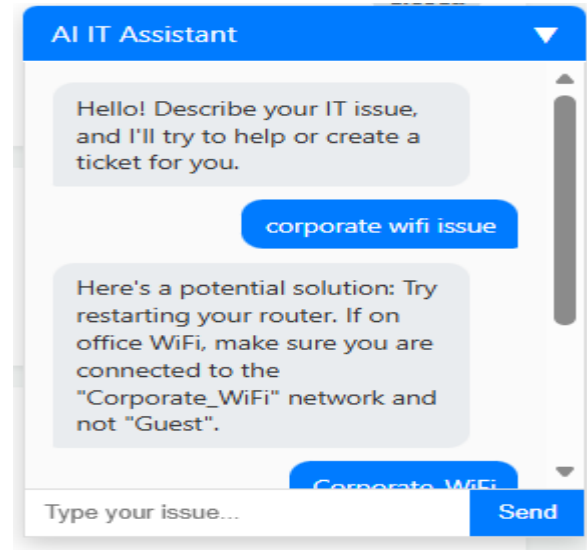 AI IT Assistant
Hello! Describe your IT issue,
and I'll try to help or create a
ticket for you.
corporate wifi issue
Here's a potential solution: Try
restarting your router. If on
office WiFi, make sure you are
connected to the
"Corporate_WiFi" network and
not "Guest".
Corporate_WiFi
Type your issue...
Send